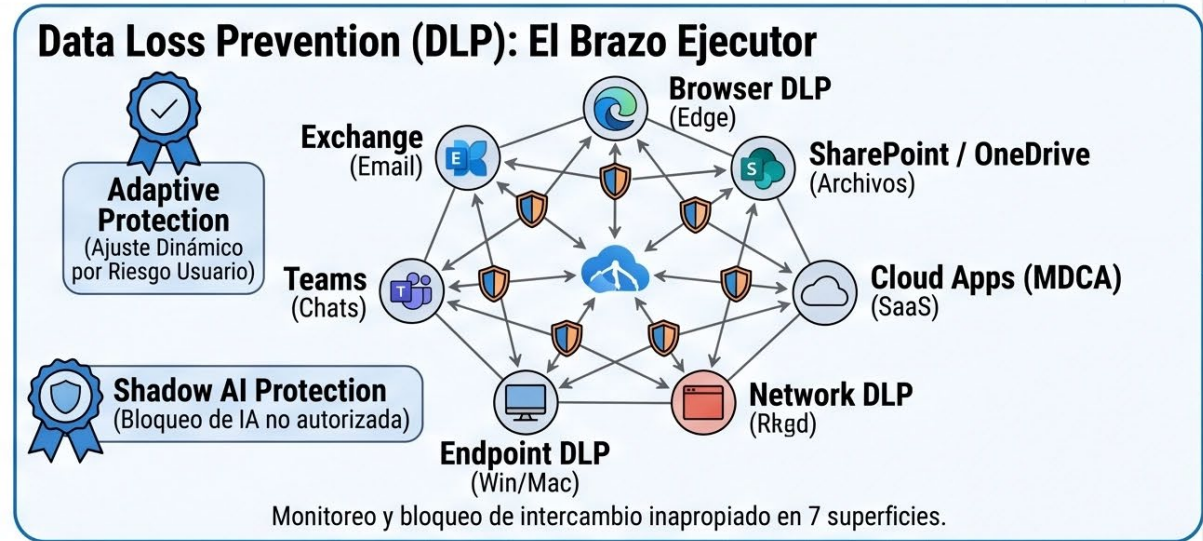 Data Loss Prevention (DLP): El Brazo Ejecutor
Adaptive
Protection
(Ajuste Dinámico
por Riesgo Usuario)
Shadow AI Protection
(Bloqueo de IA no autorizada)
Browser DLP
(Edge)
Exchange
(Email)
E
SharePoint / OneDrive
(Archivos)
S
Teams
(Chats)
T
Cloud Apps (MDCA)
(SaaS)
Network DLP
Endpoint DLP
(Win/Mac)
Monitoreo y bloqueo de intercambio inapropiado en 7 superficies.